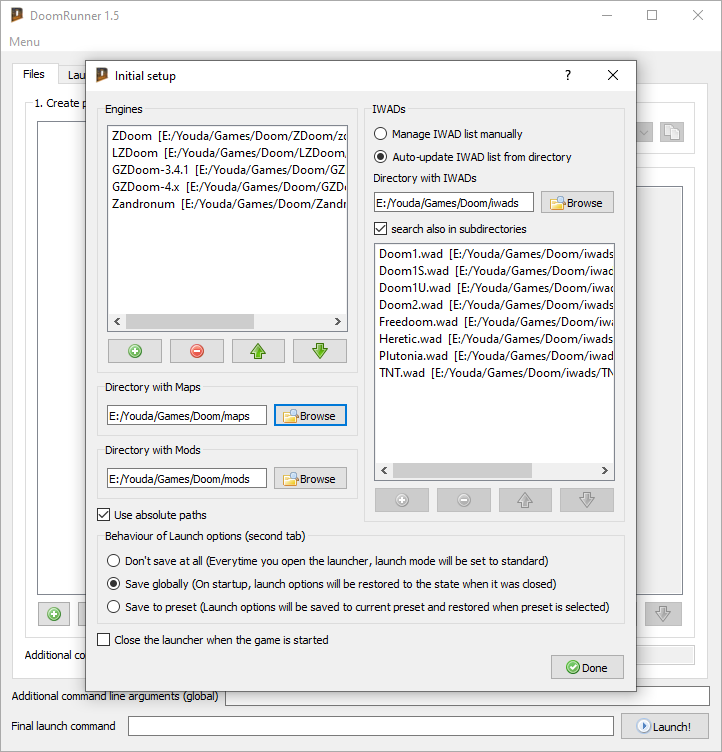 DoomRunner 1.5
Menu
Files
Lau
1. Create p
Initial setup
?
Engines
ZDoom [E:/Youda/Games/Doom/ZDoom/zd
LZDoom [E:/Youda/Games/Doom/LZDoom/
GZDoom-3.4.1 [E:/Youda/Games/Doom/GZ
GZDoom-4.x [E:/Youda/Games/Doom/GZDo
Zandronum [E:/Youda/Games/Doom/Zandr
Directory with Maps
E:/Youda/Games/Doom/maps
Browse
Directory with Mods
E:/Youda/Games/Doom/mods
Browse
Use absolute paths
IWADs
Manage IWAD list manually
Auto-update IWAD list from directory
Directory with IWADs
E:/Youda/Games/Doom/iwads
Browse
search also in subdirectories
Doom1.wad [E:/Youda/Games/Doom/iwads
Doom1S.wad [E:/Youda/Games/Doom/iwads
Doom1U.wad [E:/Youda/Games/Doom/iwads
Doom2.wad [E:/Youda/Games/Doom/iwads
Freedoom.wad [E:/Youda/Games/Doom/iwa
Heretic.wad [E:/Youda/Games/Doom/iwads
Plutonia.wad [E:/Youda/Games/Doom/iwads
TNT.wad [E:/Youda/Games/Doom/iwads/TN
Behaviour of Launch options (second tab)
Don't save at all (Everytime you open the launcher, launch mode will be set to standard)
Save globally (On startup, launch options will be restored to the state when it was closed)
Save to preset (Launch options will be saved to current preset and restored when preset is selected)
Close the launcher when the game is started
Done
Additional co
Additional command line arguments (global)
Final launch command
Launch!